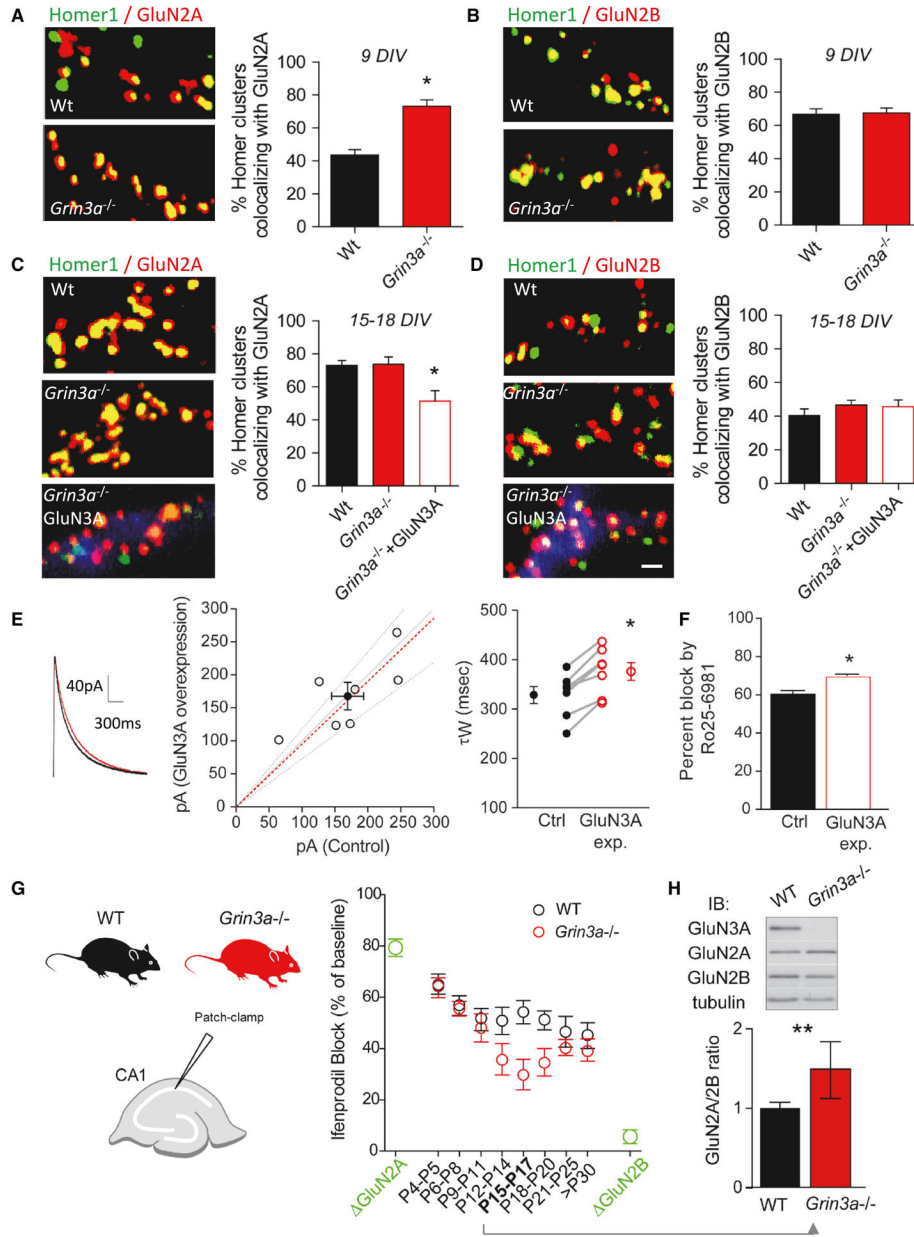 A
Homer1 / GluN2A
Wt
Grin3a-/-
% Homer clusters
colocalizing with GluN2A
9 DIV
*
100
80
60
40
20
0
Wt
Grin3a-/-
B
Homer1 / GluN2B
Wt
Grin3a-/-
% Homer clusters
colocalizing with GluN2B
9 DIV
100
80
60
40
20
0
Wt
Grin3a-/-
C
Homer1 / GluN2A
Wt
Grin3a-/-
Grin3a-/-
GluN3A
% Homer clusters
colocalizing with GluN2A
15-18 DIV
*
100
80
60
40
20
0
Wt
Grin3a-/-
Grin3a-/- +GluN3A
D
Homer1 / GluN2B
Wt
Grin3a-/-
Grin3a-/-
GluN3A
% Homer clusters
colocalizing with GluN2B
15-18 DIV
100
80
60
40
20
0
Wt
Grin3a-/-
Grin3a-/- +GluN3A
E
40pA
300ms
pA (GluN3A overexpression)
300
250
200
150
100
50
0
0 50 100 150 200 250 300
pA (Control)
τW (msec)
500
400
300
200
100
*
Ctrl
GluN3A
exp.
F
Percent block by
Ro25-6981
100
80
60
40
20
0
*
Ctrl
GluN3A
exp.
G
WT
Grin3a-/-
Patch-clamp
CA1
Ifenprodil Block (% of baseline)
100
80
60
40
20
0
WT
Grin3a-/-
ΔGluN2A
P4-P5
P6-P8
P9-P11
P12-P14
P15-P17
P18-P20
P21-P25
>P30
ΔGluN2B
H
IB:
WT
Grin3a-/-
GluN3A
GluN2A
GluN2B
tubulin
GluN2A/2B ratio
2
1
0
**
WT
Grin3a-/-